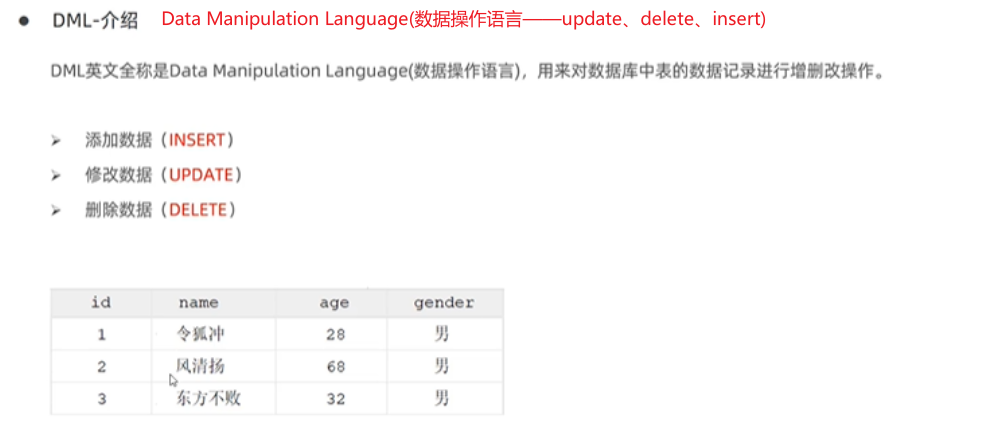 ● DML-介绍 Data Manipulation Language(数据操作语言——update、delete、insert)
DML英文全称是Data Manipulation Language(数据操作语言)，用来对数据库中表的数据记录进行增删改操作。
➢ 添加数据（INSERT）
➢ 修改数据（UPDATE）
➢ 删除数据（DELETE）
id name age gender
1 令狐冲 28 男
2 风清扬 68 男
3 东方不败 32 男